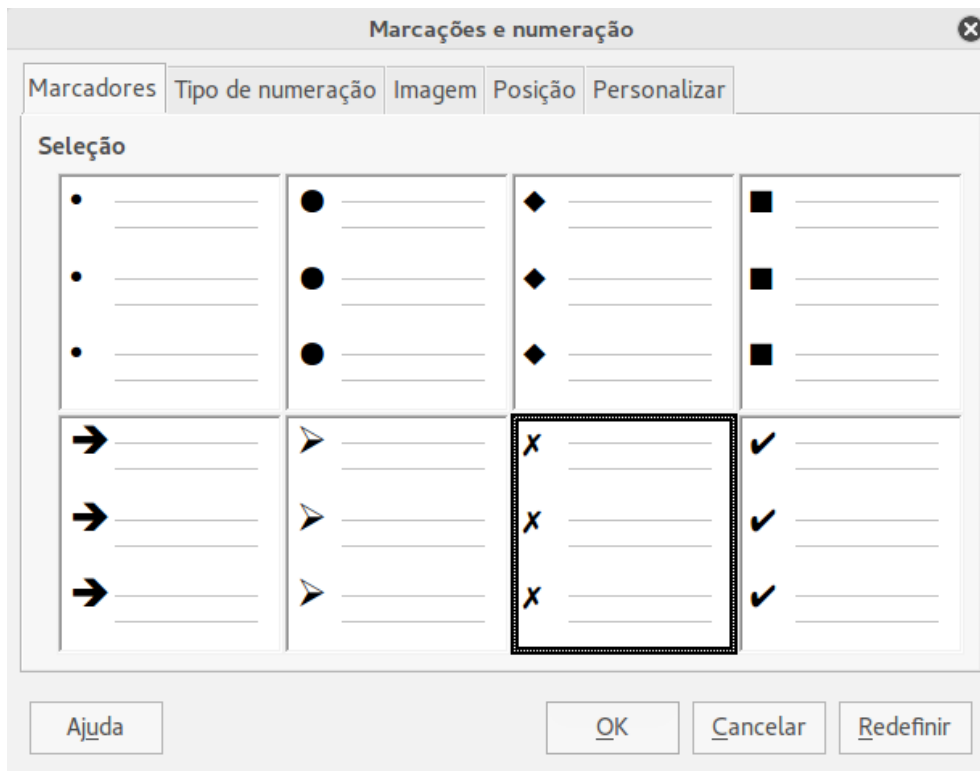 Marcações e numeração
Marcadores Tipo de numeração Imagem Posição Personalizar
Seleção
Ajuda OK Cancelar Redefinir